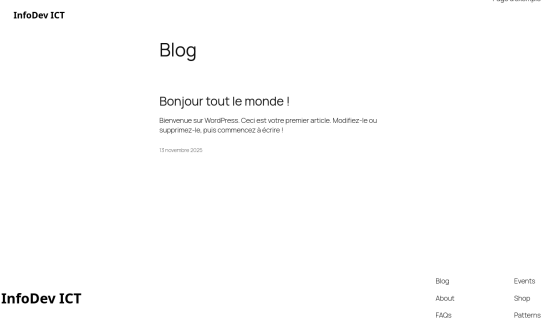 InfoDev ICT
Blog
Bonjour tout le monde !
Bienvenue sur WordPress. Ceci est votre premier article. Modifiez-le ou
supprimez-le, puis commencez à écrire !
13 novembre 2025
InfoDev ICT
Blog
About
FAQs
Events
Shop
Patterns